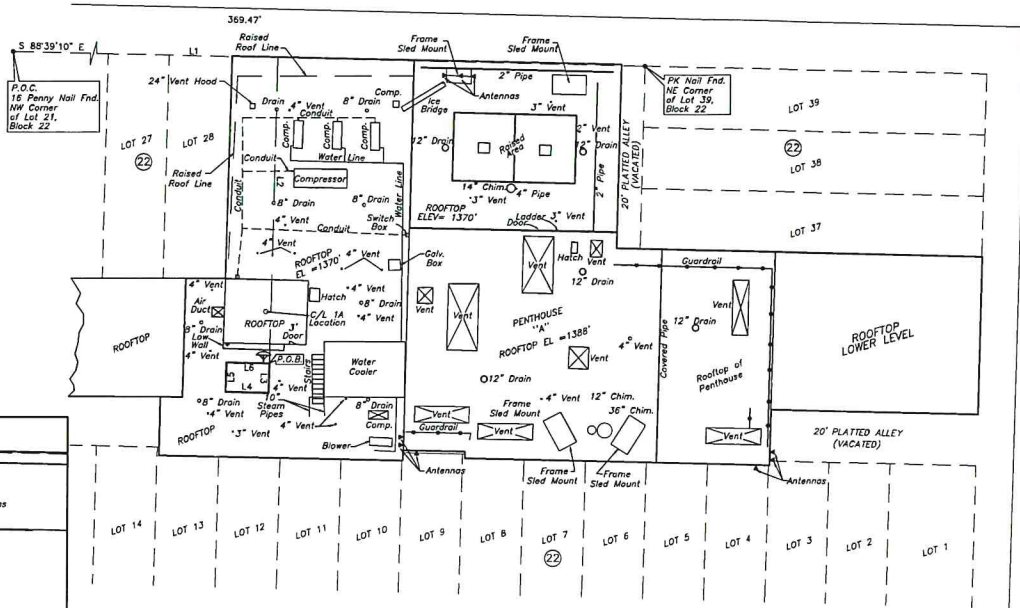 369.47'
S 88°39'10" E
L1
P.O.C.
16 Penny Nail Fnd.
NW Corner
of Lot 21,
Block 22
LOT 27
22
LOT 28
Raised
Roof Line
24" Vent Hood
Drain
4" Vent
8" Drain
Comp.
Conduit
Comp.
Comp.
Comp.
Water Line
Conduit
Compressor
Raised
Roof Line
Conduit
L2
8" Drain
8" Drain
4" Vent
Water Line
Switch
Box
Conduit
4" Vent
ROOFTOP
EL =1370'
4" Vent
Galv.
Box
Frame
Sled Mount
Frame
Sled Mount
2" Pipe
Antennas
Ice
Bridge
3" Vent
12" Drain
Raised
Area
2" Vent
12" Drain
2" Pipe
14" Chim.
4" Pipe
3" Vent
ROOFTOP
ELEV= 1370'
Ladder
3" Vent
Door
20' PLATTED ALLEY
(VACATED)
PK Nail Fnd.
NE Corner
of Lot 39,
Block 22
LOT 39
22
LOT 38
LOT 37
ROOFTOP
4" Vent
Air
Duct
8" Drain
Low
Wall
4" Vent
ROOFTOP
3'
Door
Hatch
C/L 1A
Location
8" Drain
4" Vent
P.O.B.
L6
L5
L3
L4
4" Vent
Stairs
Water
Cooler
10"
Steam
Pipes
8" Drain
4" Vent
3" Vent
ROOFTOP
4" Vent
8" Drain
Comp.
Blower
Antennas
Vent
Vent
Vent
Hatch
Vent
12" Drain
PENTHOUSE
"A"
ROOFTOP EL =1388'
Vent
4" Vent
12" Drain
Vent
Guardrail
Frame
Sled Mount
Vent
4" Vent
12" Chim.
36" Chim.
Frame
Sled Mount
Frame
Sled Mount
Guardrail
Covered Pipe
Vent
12" Drain
Rooftop of
Penthouse
Vent
Antennas
ROOFTOP
LOWER LEVEL
20' PLATTED ALLEY
(VACATED)
LOT 14
LOT 13
LOT 12
LOT 11
LOT 10
LOT 9
LOT 8
LOT 7
22
LOT 6
LOT 5
LOT 4
LOT 3
LOT 2
LOT 1